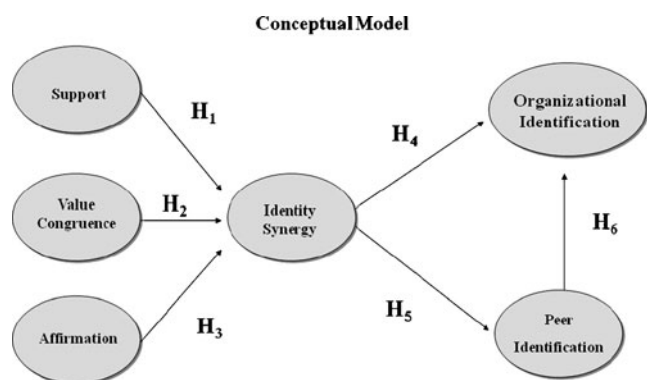 Conceptual Model
Support
H1
Value
Congruence
H2
Affirmation
H3
Identity
Synergy
H4
Organizational
Identification
H5
Peer
Identification
H6